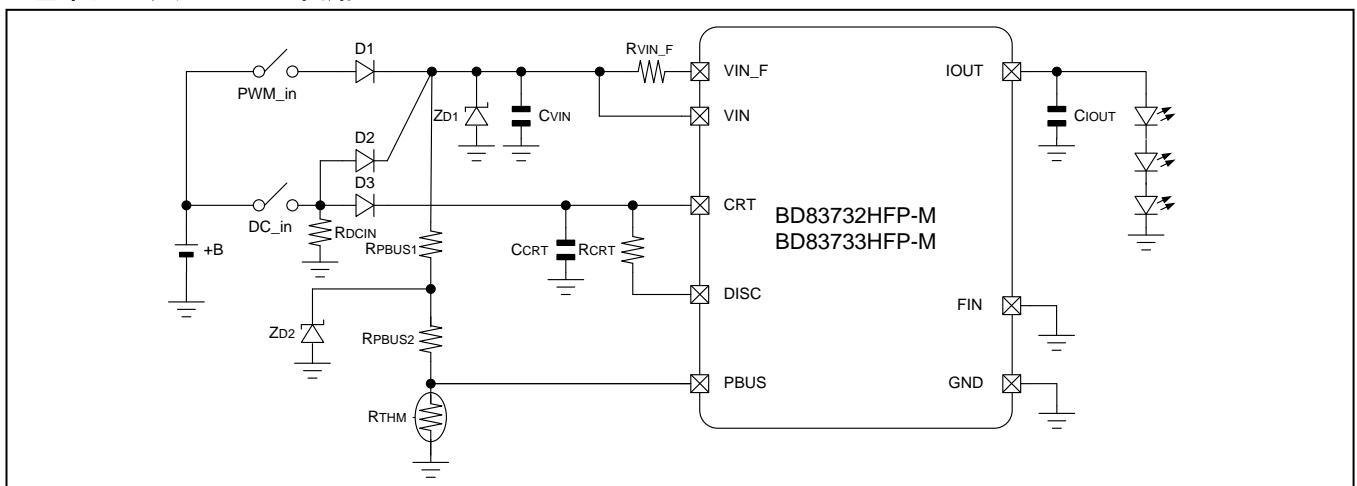 D1
RVIN_F
PWM_in
VIN_F
IOUT
ZD1
CVIN
VIN
CIOUT
D2
D3
DC_in
CRT
BD83732HFP-M
BD83733HFP-M
RDCIN
+B
RPBUS1
CCRT
RCRT
DISC
FIN
ZD2
RPBUS2
PBUS
GND
RTHM